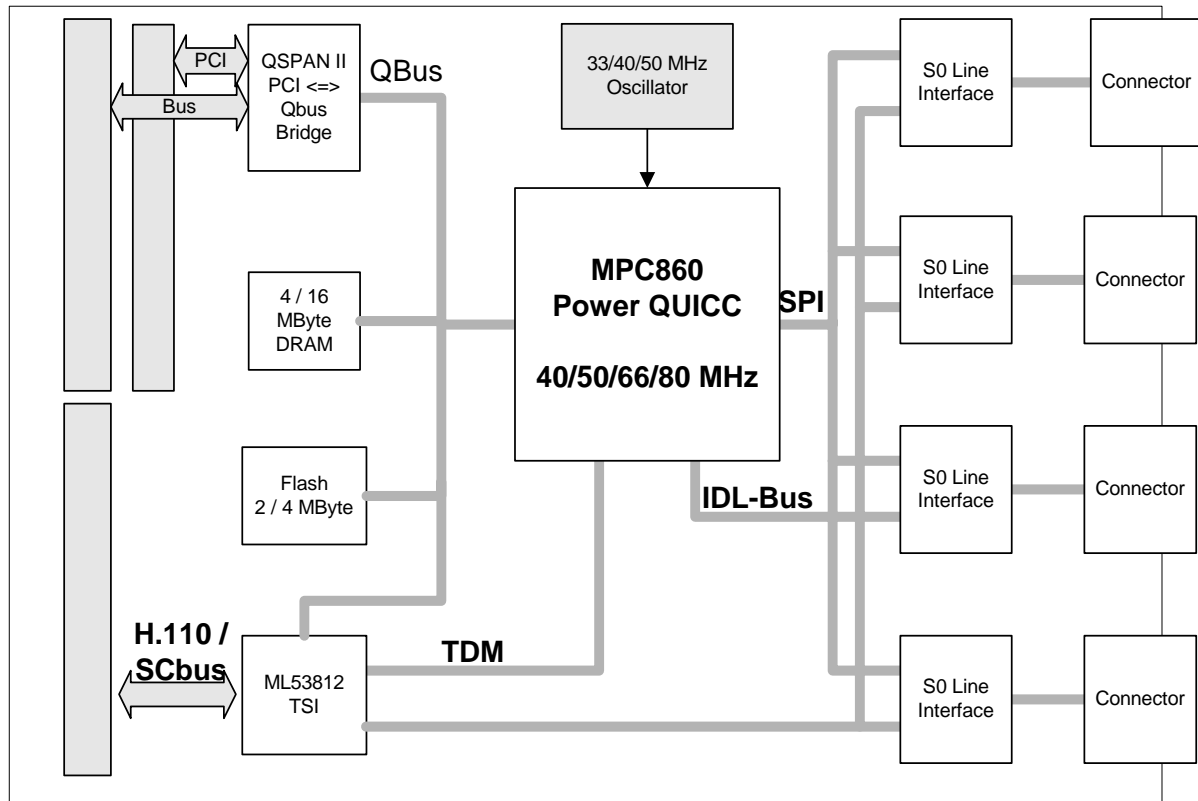 PCI
Bus
QSPAN II
PCI <=>
Qbus
Bridge
QBus
33/40/50 MHz
Oscillator
S0 Line
Interface
Connector
MPC860
Power QUICC
40/50/66/80 MHz
SPI
S0 Line
Interface
Connector
4 / 16
MByte
DRAM
Flash
2 / 4 MByte
IDL-Bus
S0 Line
Interface
Connector
H.110 /
SCbus
ML53812
TSI
TDM
S0 Line
Interface
Connector